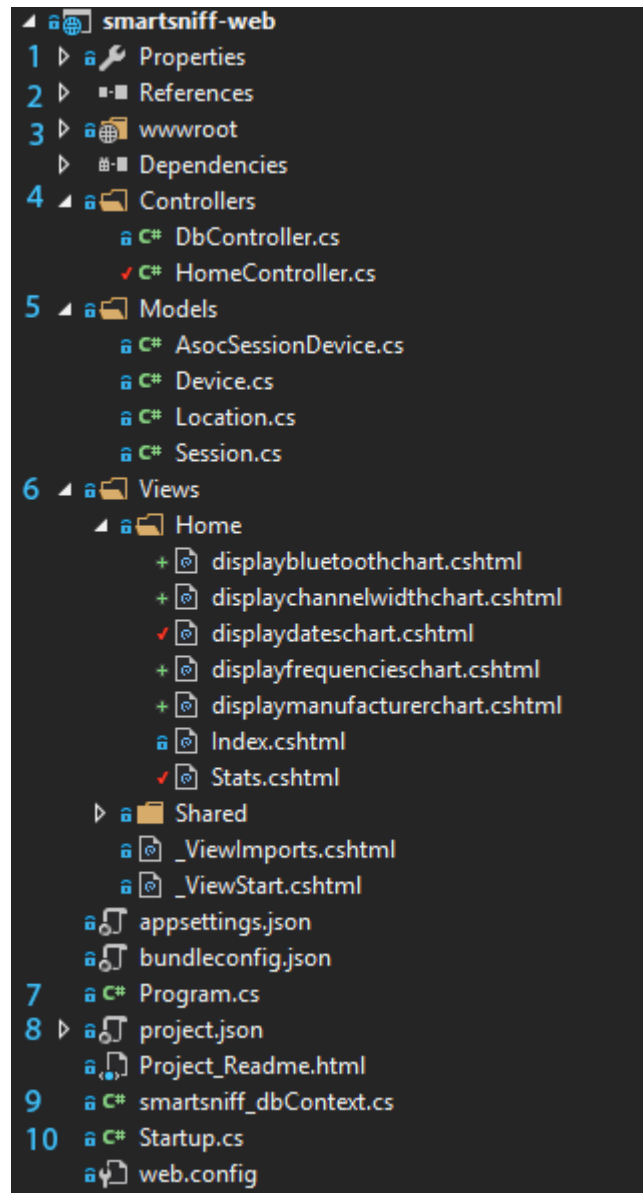 smartsniff-web
1 Properties
2 References
3 wwwroot
Dependencies
4 Controllers
C# DbController.cs
C# HomeController.cs
5 Models
C# AsocSessionDevice.cs
C# Device.cs
C# Location.cs
C# Session.cs
6 Views
Home
+ displaybluetoothchart.cshtml
+ displaychannelwidthchart.cshtml
displaydateschart.cshtml
+ displayfrequencieschart.cshtml
+ displaymanufacturerchart.cshtml
Index.cshtml
Stats.cshtml
Shared
_ViewImports.cshtml
_ViewStart.cshtml
appsettings.json
bundleconfig.json
7 C# Program.cs
8 project.json
Project_Readme.html
9 C# smartsniff_dbContext.cs
10 C# Startup.cs
web.config